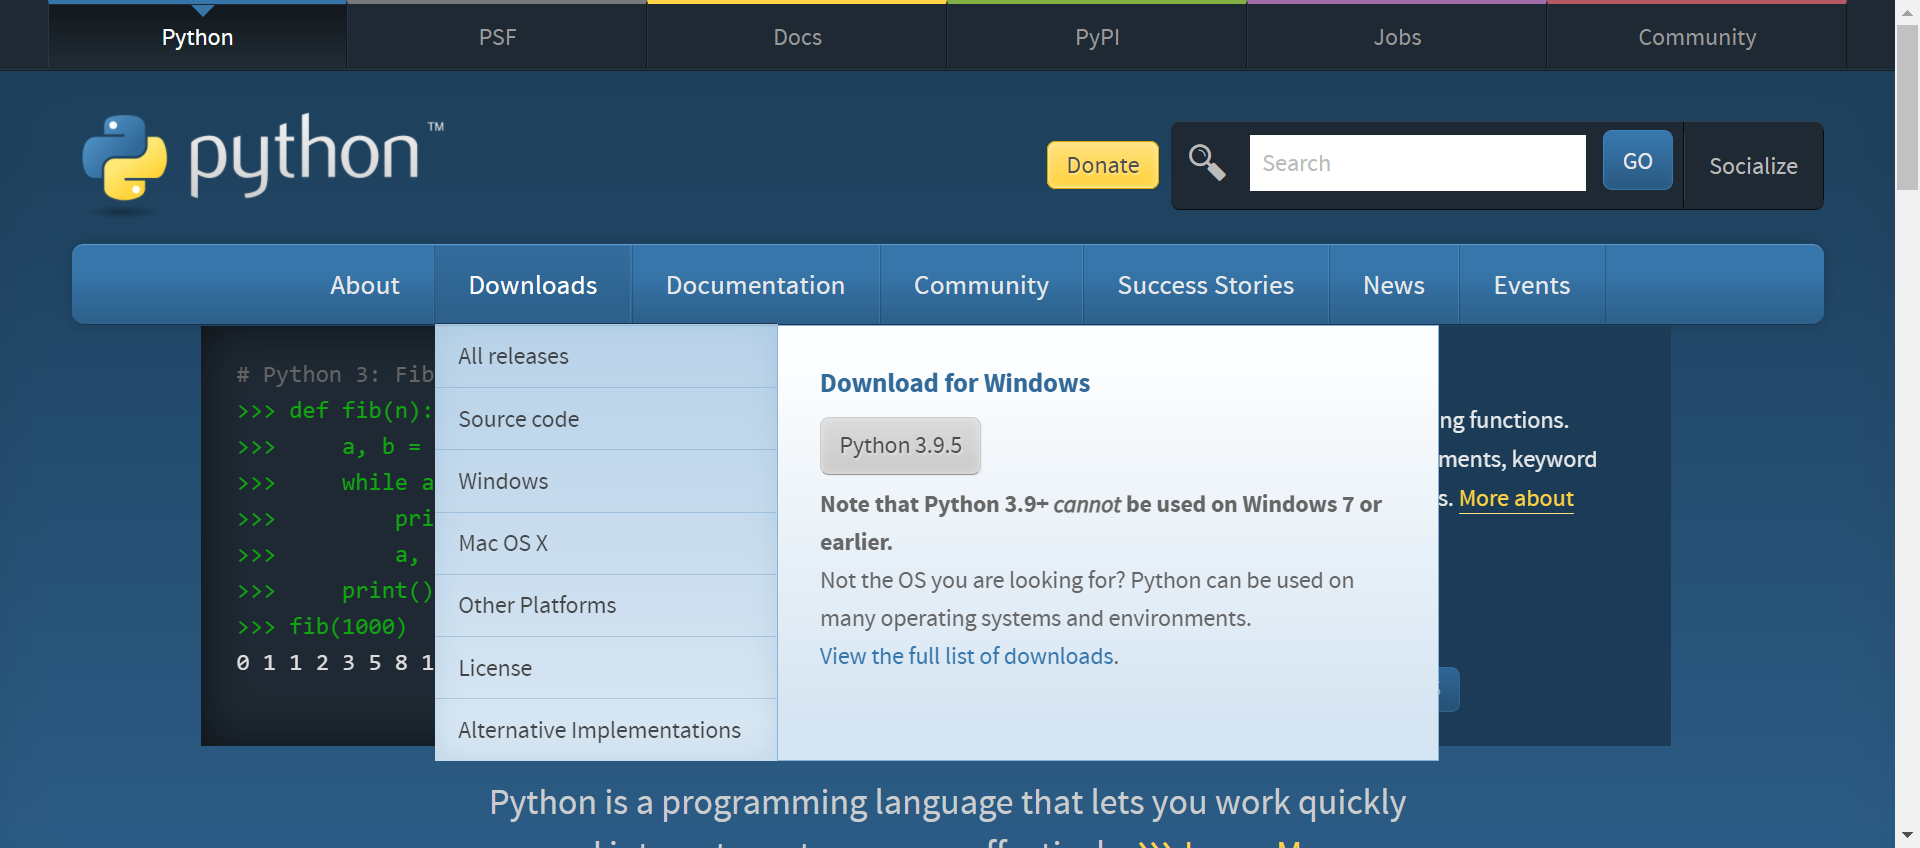 Python
PSF
Docs
PyPI
Jobs
Community
python™
Donate
Search
GO
Socialize
About
Downloads
Documentation
Community
Success Stories
News
Events
All releases
Source code
Windows
Mac OS X
Other Platforms
License
Alternative Implementations
Download for Windows
Python 3.9.5
Note that Python 3.9+ cannot be used on Windows 7 or
earlier.
Not the OS you are looking for? Python can be used on
many operating systems and environments.
View the full list of downloads.
# Python 3: Fib
>>> def fib(n):
>>>     a, b =
>>>     while a
>>>         pri
>>>         a,
>>>     print()
>>> fib(1000)
0 1 1 2 3 5 8 1
ng functions.
ments, keyword
s. More about
Python is a programming language that lets you work quickly